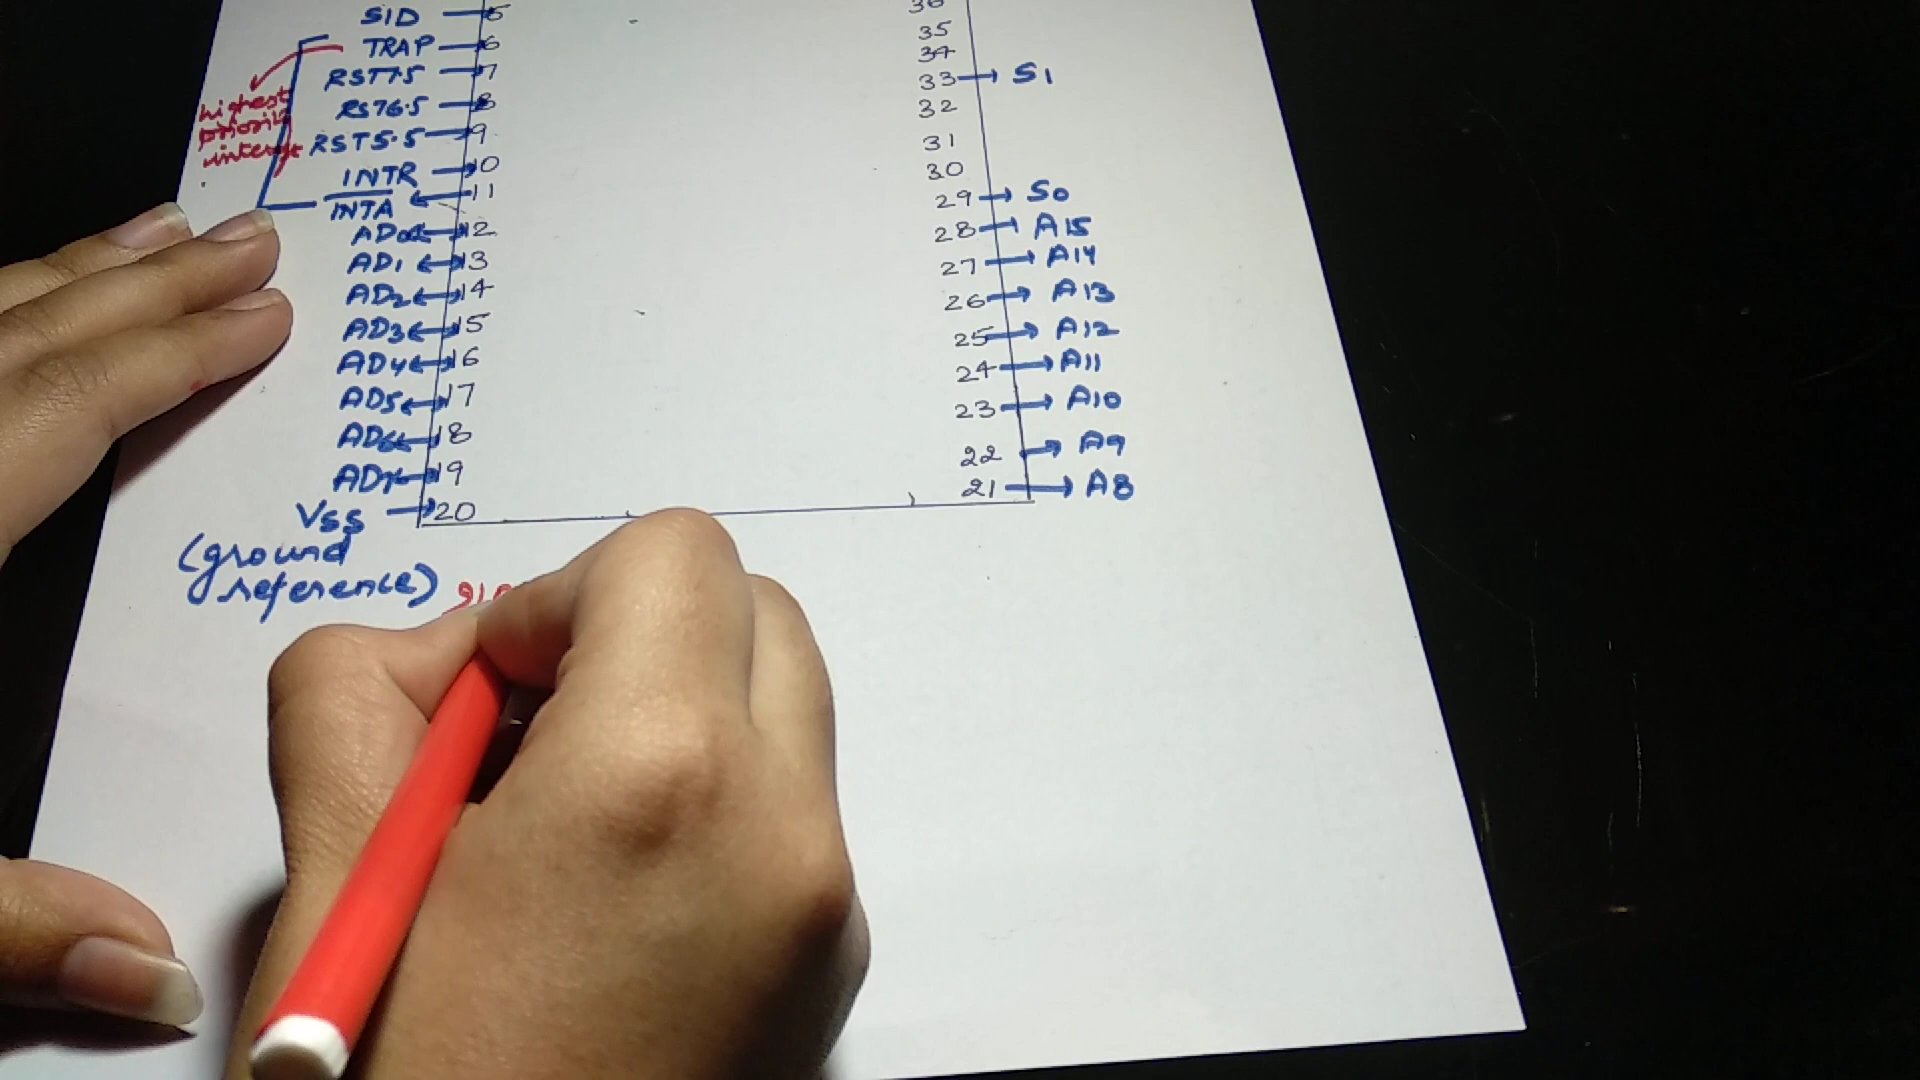 SID 5
TRAP 6
RST7.5 7
RS76.5 8
RST5.5 9
INTR 10
INTA 11
AD0 12
AD1 13
AD2 14
AD3 15
AD4 16
AD5 17
AD6 18
AD7 19
Vss 20
(ground
reference)
highest
priority
36
35
34
33 S1
32
31
30
29 S0
28 A15
27 A14
26 A13
25 A12
24 A11
23 A10
22 A9
21 A8